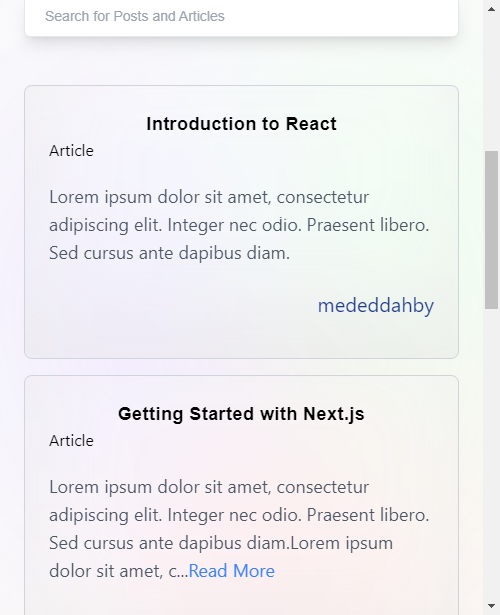 Search for Posts and Articles
Introduction to React
Article
Lorem ipsum dolor sit amet, consectetur
adipiscing elit. Integer nec odio. Praesent libero.
Sed cursus ante dapibus diam.
mededdahby
Getting Started with Next.js
Article
Lorem ipsum dolor sit amet, consectetur
adipiscing elit. Integer nec odio. Praesent libero.
Sed cursus ante dapibus diam.Lorem ipsum
dolor sit amet, c...Read More